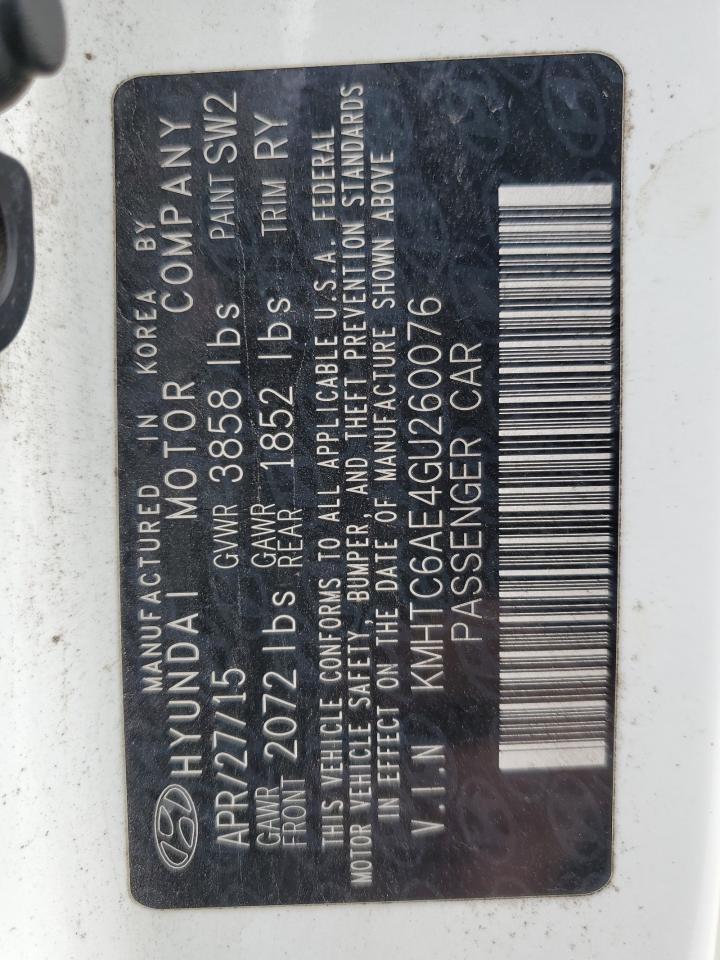 MANUFACTURED IN KOREA BY
HYUNDAI MOTOR COMPANY
APR/27/15 GVWR 3858 lbs PAINT SW2
GAWR FRONT 2072 lbs GAWR REAR 1852 lbs TRIM RY
THIS VEHICLE CONFORMS TO ALL APPLICABLE U.S.A. FEDERAL
MOTOR VEHICLE SAFETY, BUMPER, AND THEFT PREVENTION STANDARDS
IN EFFECT ON THE DATE OF MANUFACTURE SHOWN ABOVE
V.I.N KMHTC6AE4GU260076
PASSENGER CAR